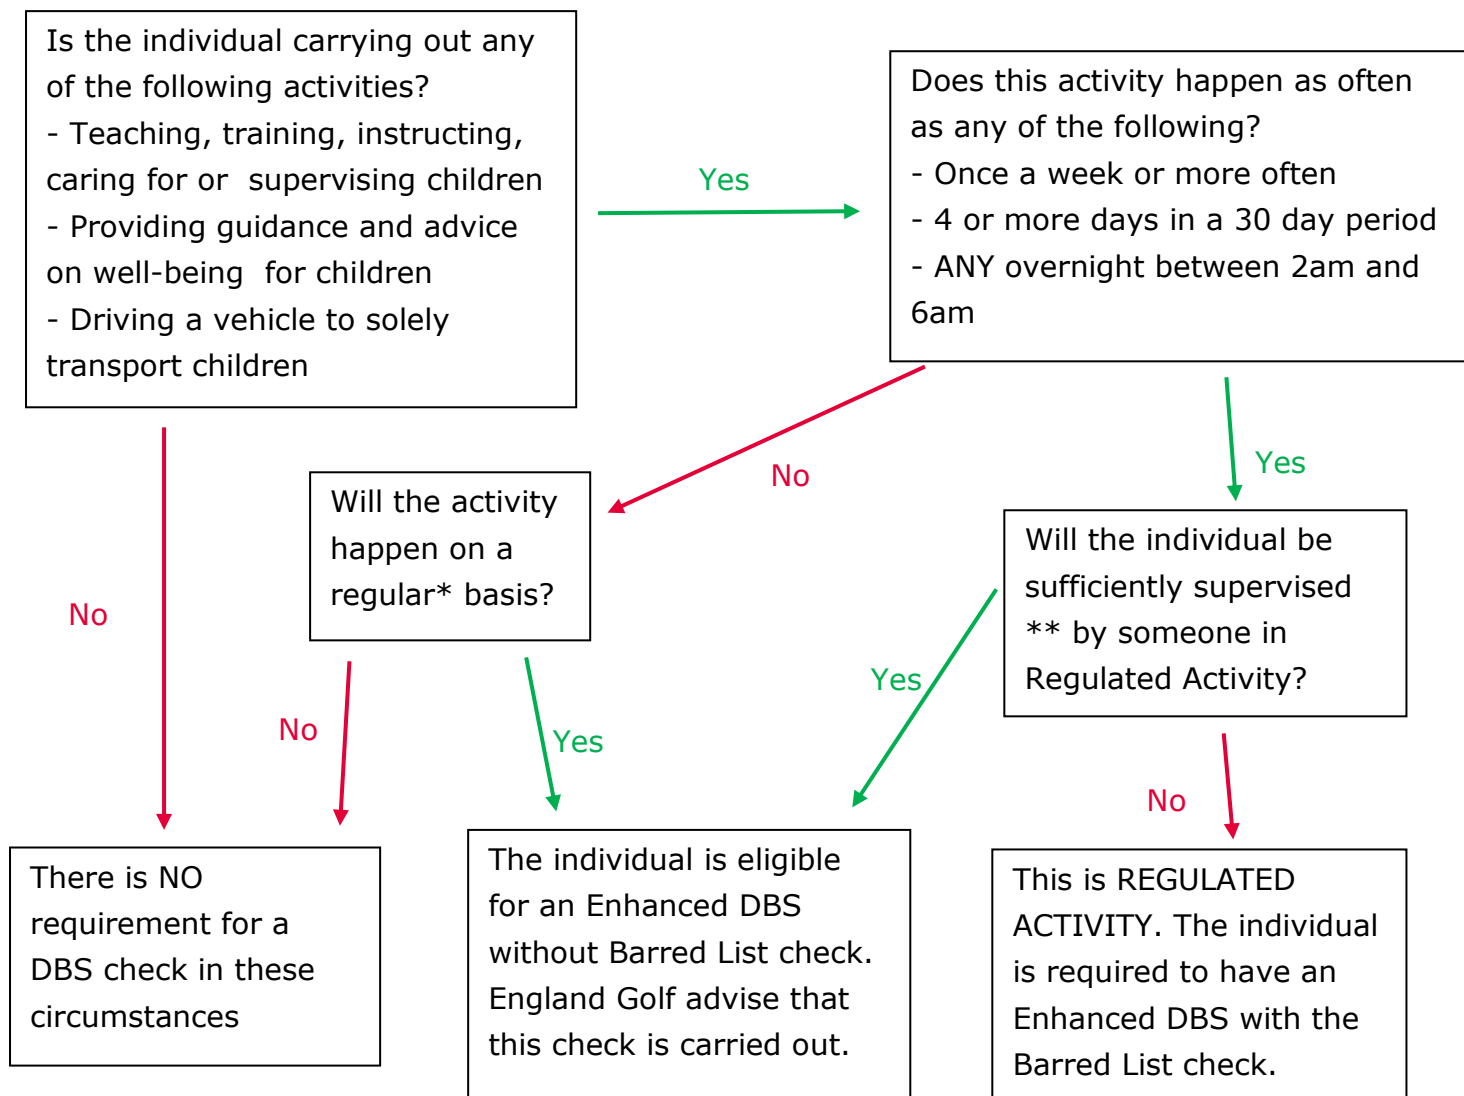 Is the individual carrying out any
of the following activities?
- Teaching, training, instructing,
caring for or  supervising children
- Providing guidance and advice
on well-being  for children
- Driving a vehicle to solely
transport children
Yes
Does this activity happen as often
as any of the following?
- Once a week or more often
- 4 or more days in a 30 day period
- ANY overnight between 2am and
6am
No
No
Yes
Will the activity
happen on a
regular* basis?
Will the individual be
sufficiently supervised
** by someone in
Regulated Activity?
No
Yes
Yes
No
There is NO
requirement for a
DBS check in these
circumstances
The individual is eligible
for an Enhanced DBS
without Barred List check.
England Golf advise that
this check is carried out.
This is REGULATED
ACTIVITY. The individual
is required to have an
Enhanced DBS with the
Barred List check.